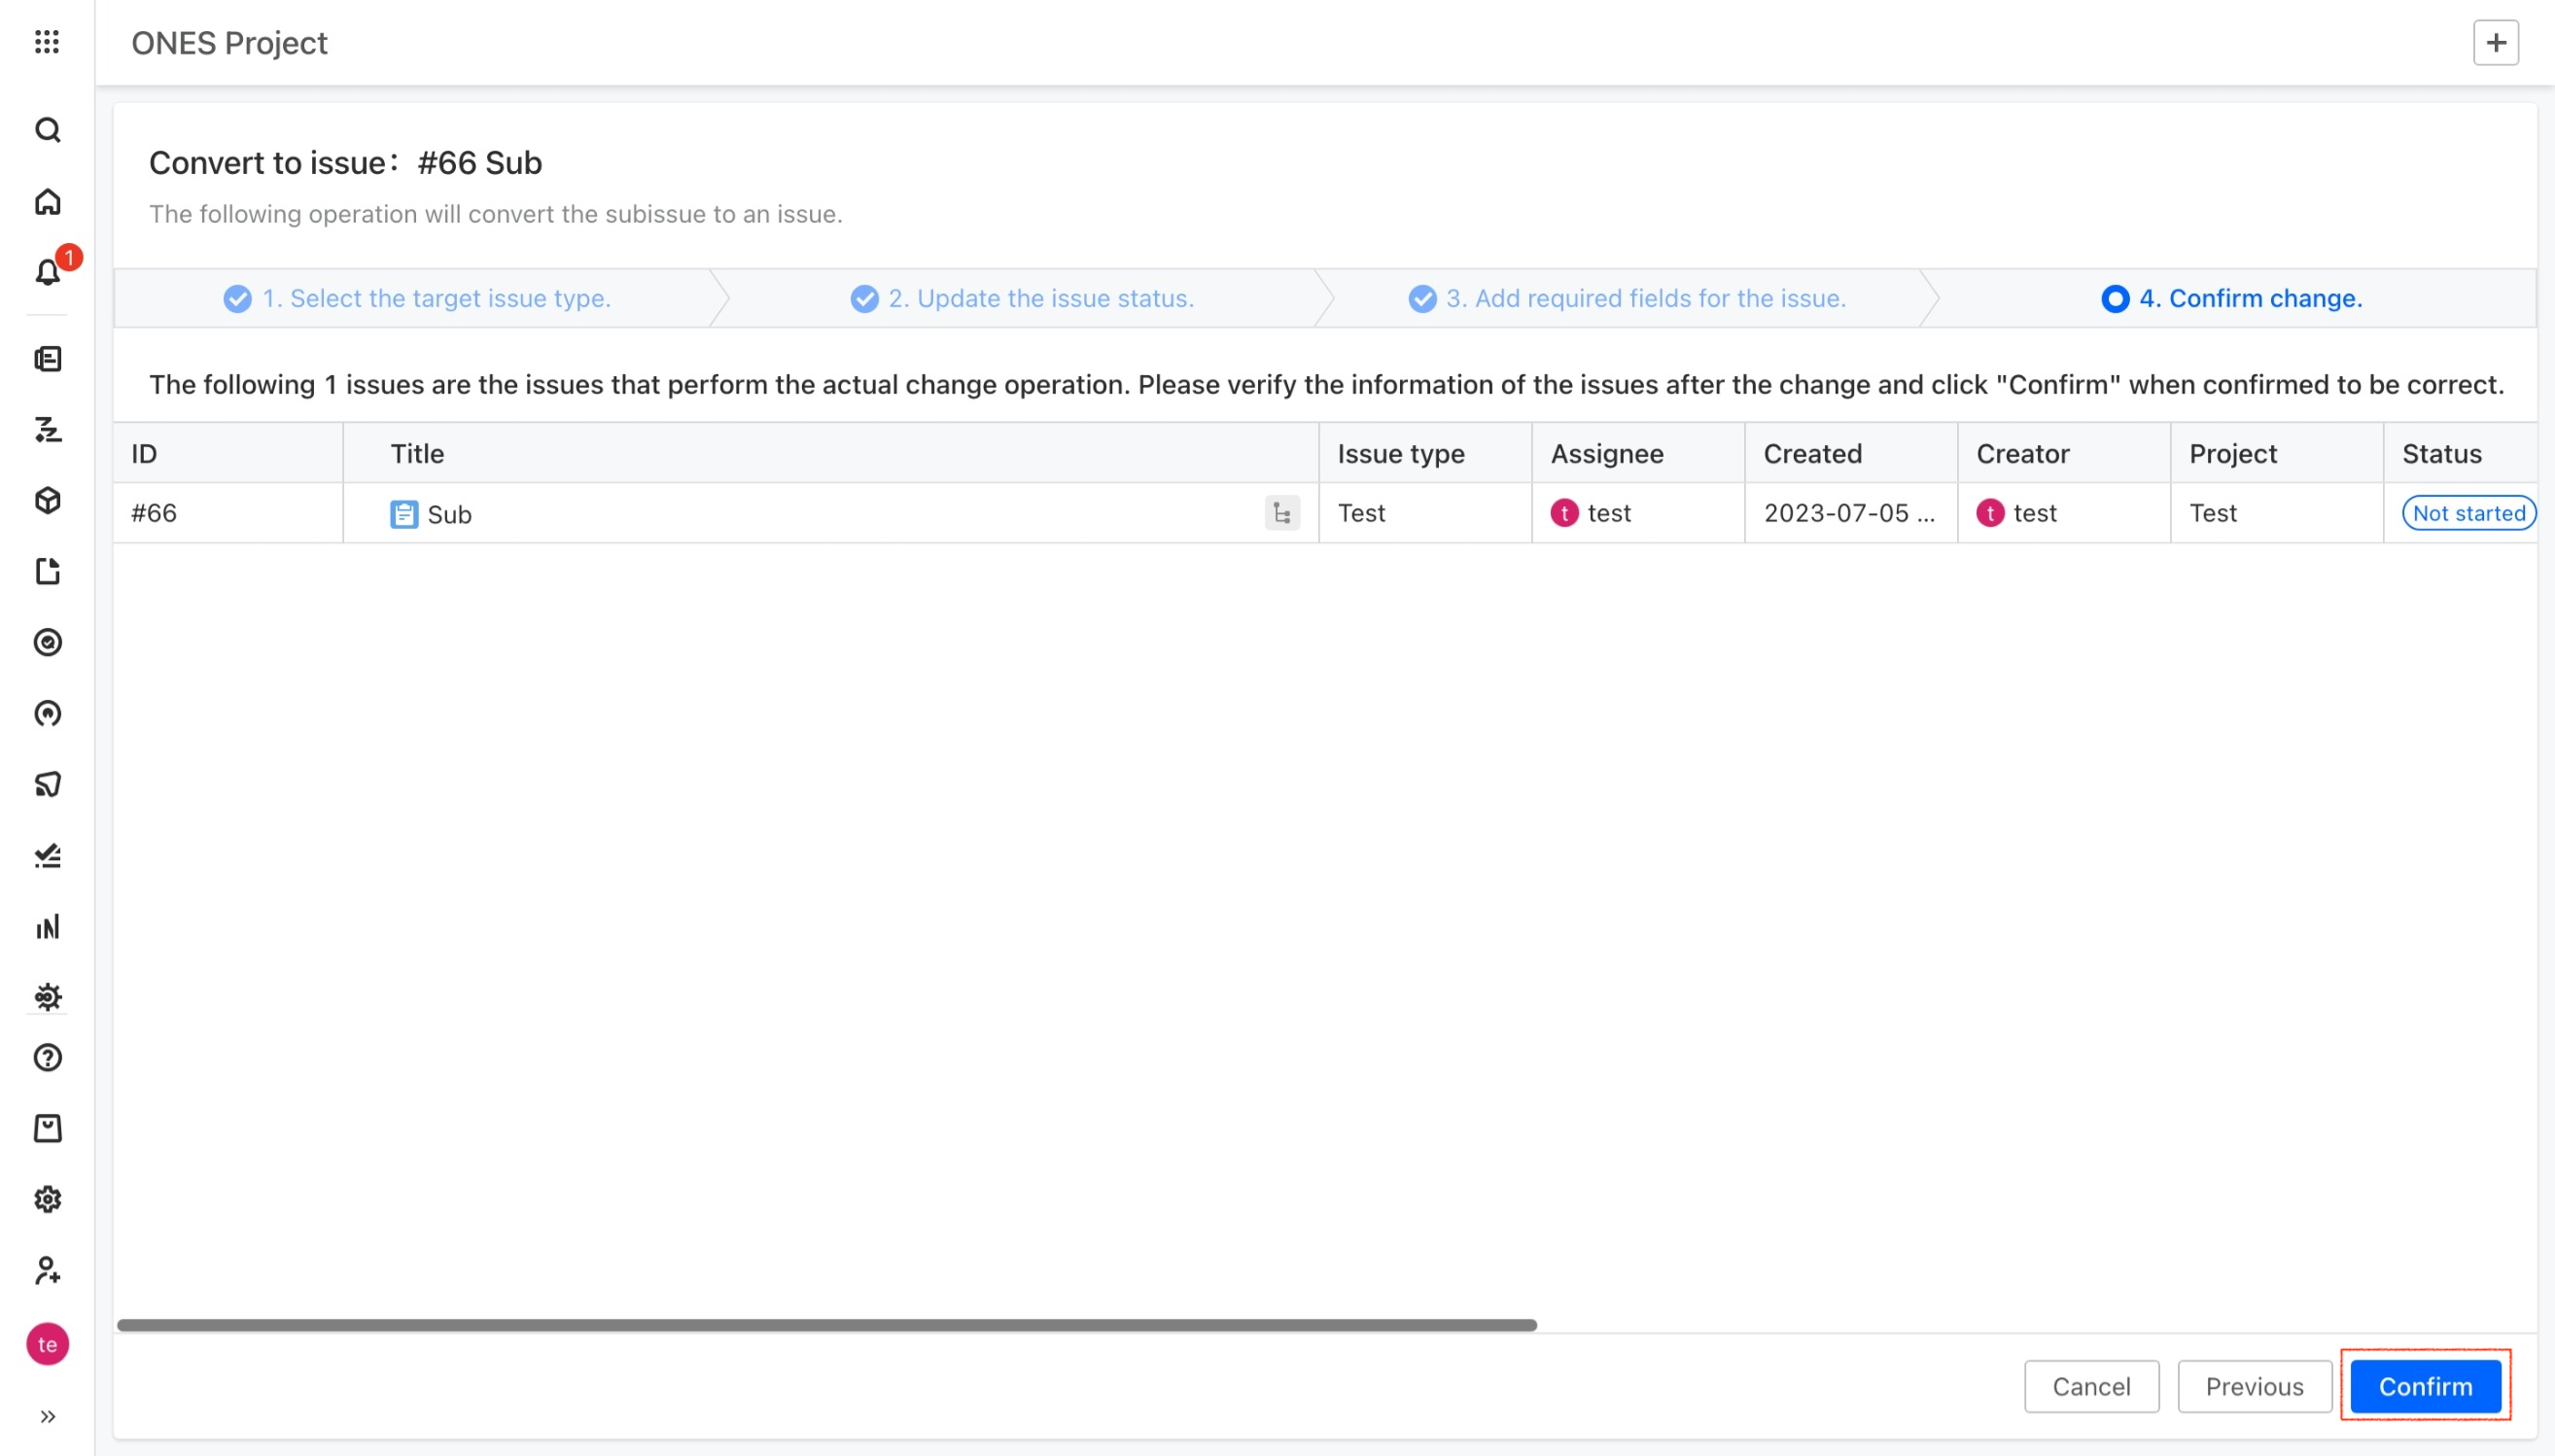 ONES Project
Convert to issue： #66 Sub
The following operation will convert the subissue to an issue.
1
1. Select the target issue type.
2. Update the issue status.
3. Add required fields for the issue.
4. Confirm change.
The following 1 issues are the issues that perform the actual change operation. Please verify the information of the issues after the change and click "Confirm" when confirmed to be correct.
ID Title Issue type Assignee Created Creator Project Status
#66 Sub Test t test 2023-07-05 ... t test Test Not started
te
Cancel Previous Confirm